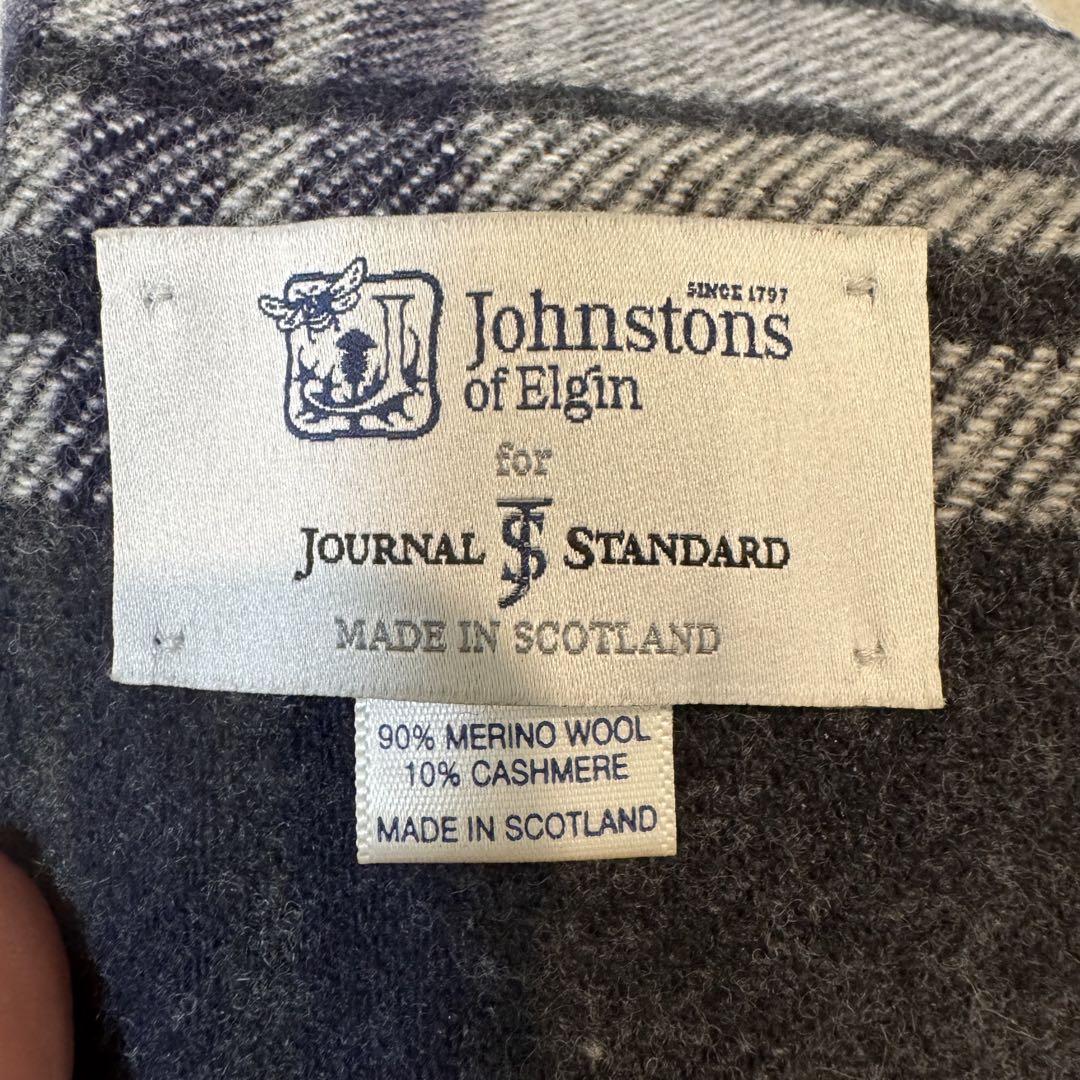 SINCE 1797
Johnstons
of Elgin
for
JOURNAL JS STANDARD
MADE IN SCOTLAND
90% MERINO WOOL
10% CASHMERE
MADE IN SCOTLAND